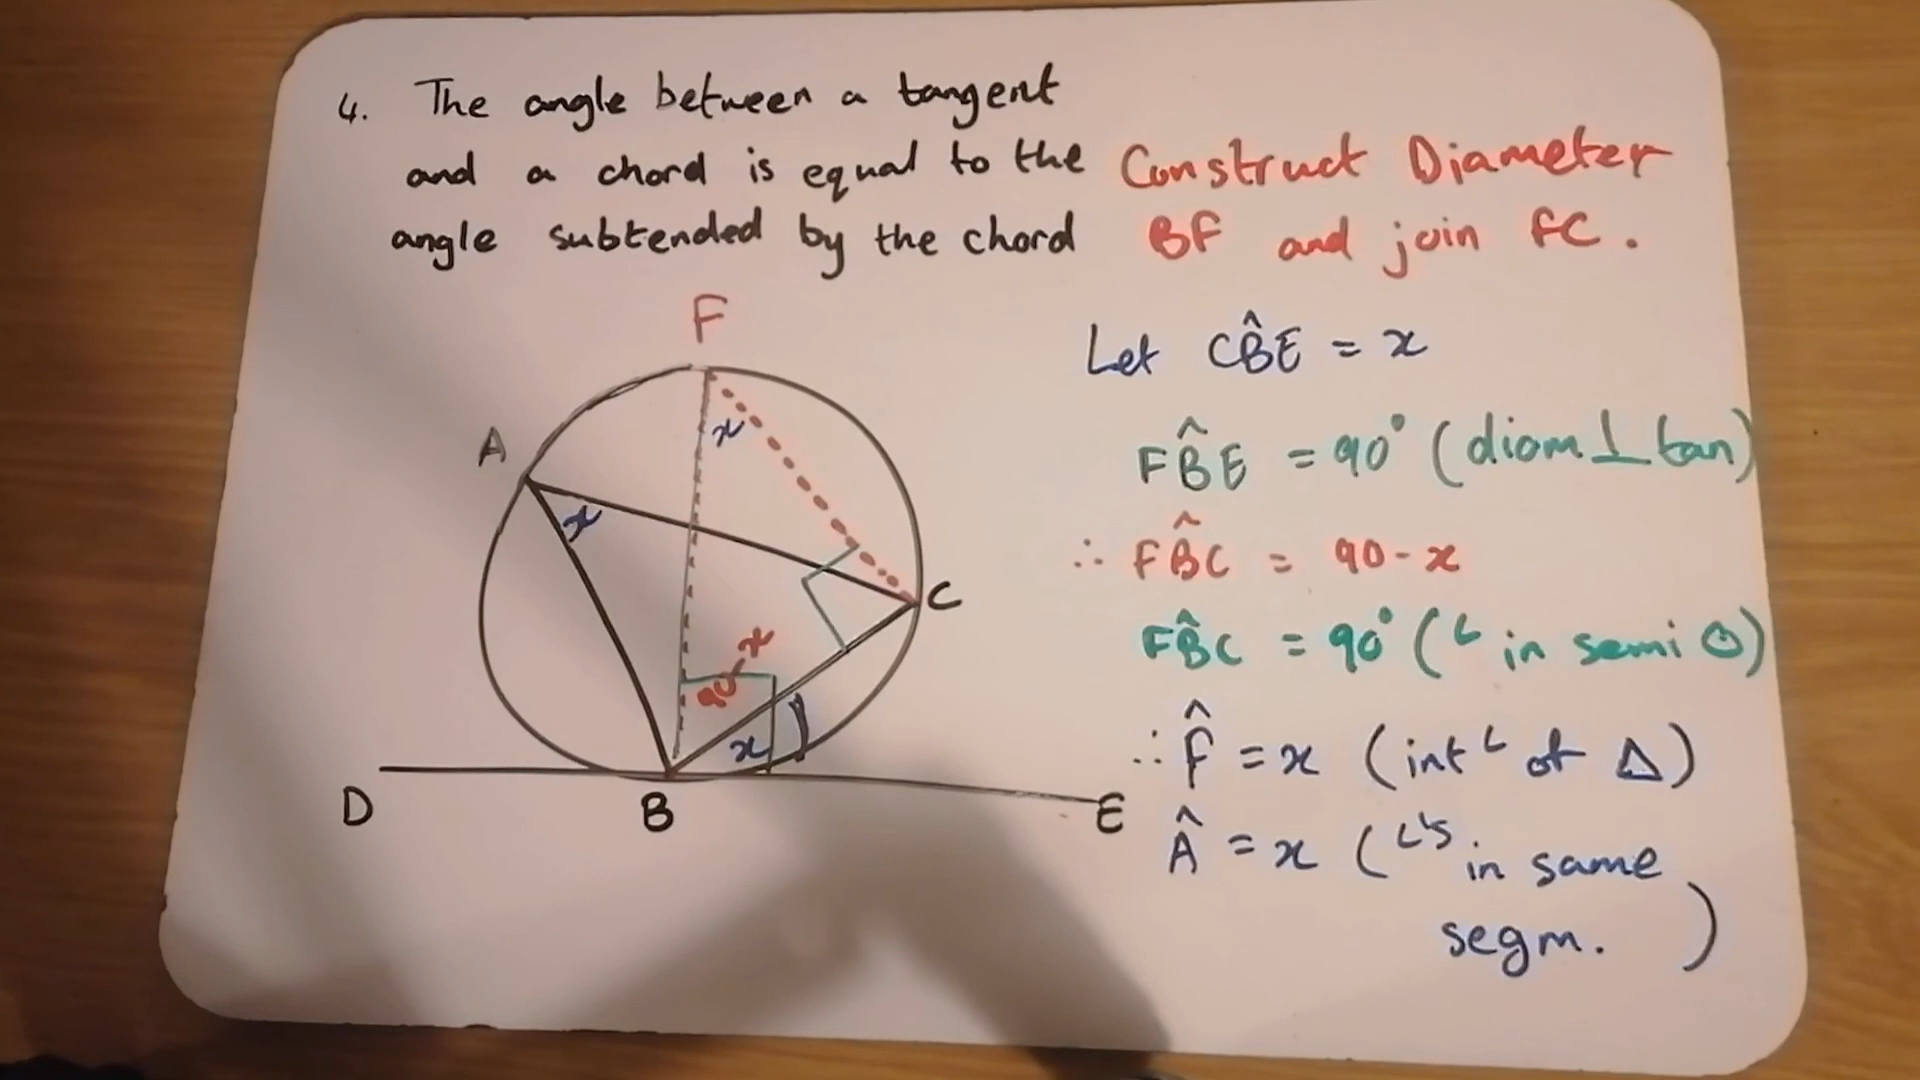 4. The angle between a tangent
and a chord is equal to the
angle subtended by the chord
Construct Diameter
BF and join FC.
F
A
x
x
C
90-x
x
D
B
E
Let CB̂E = x
FB̂E = 90° (diam ⊥ tan)
∴ FB̂C = 90-x
FB̂C = 90° (∠ in semi ⊙)
∴ F̂ = x (int ∠ of Δ)
Â = x (∠'s in same
segm. )